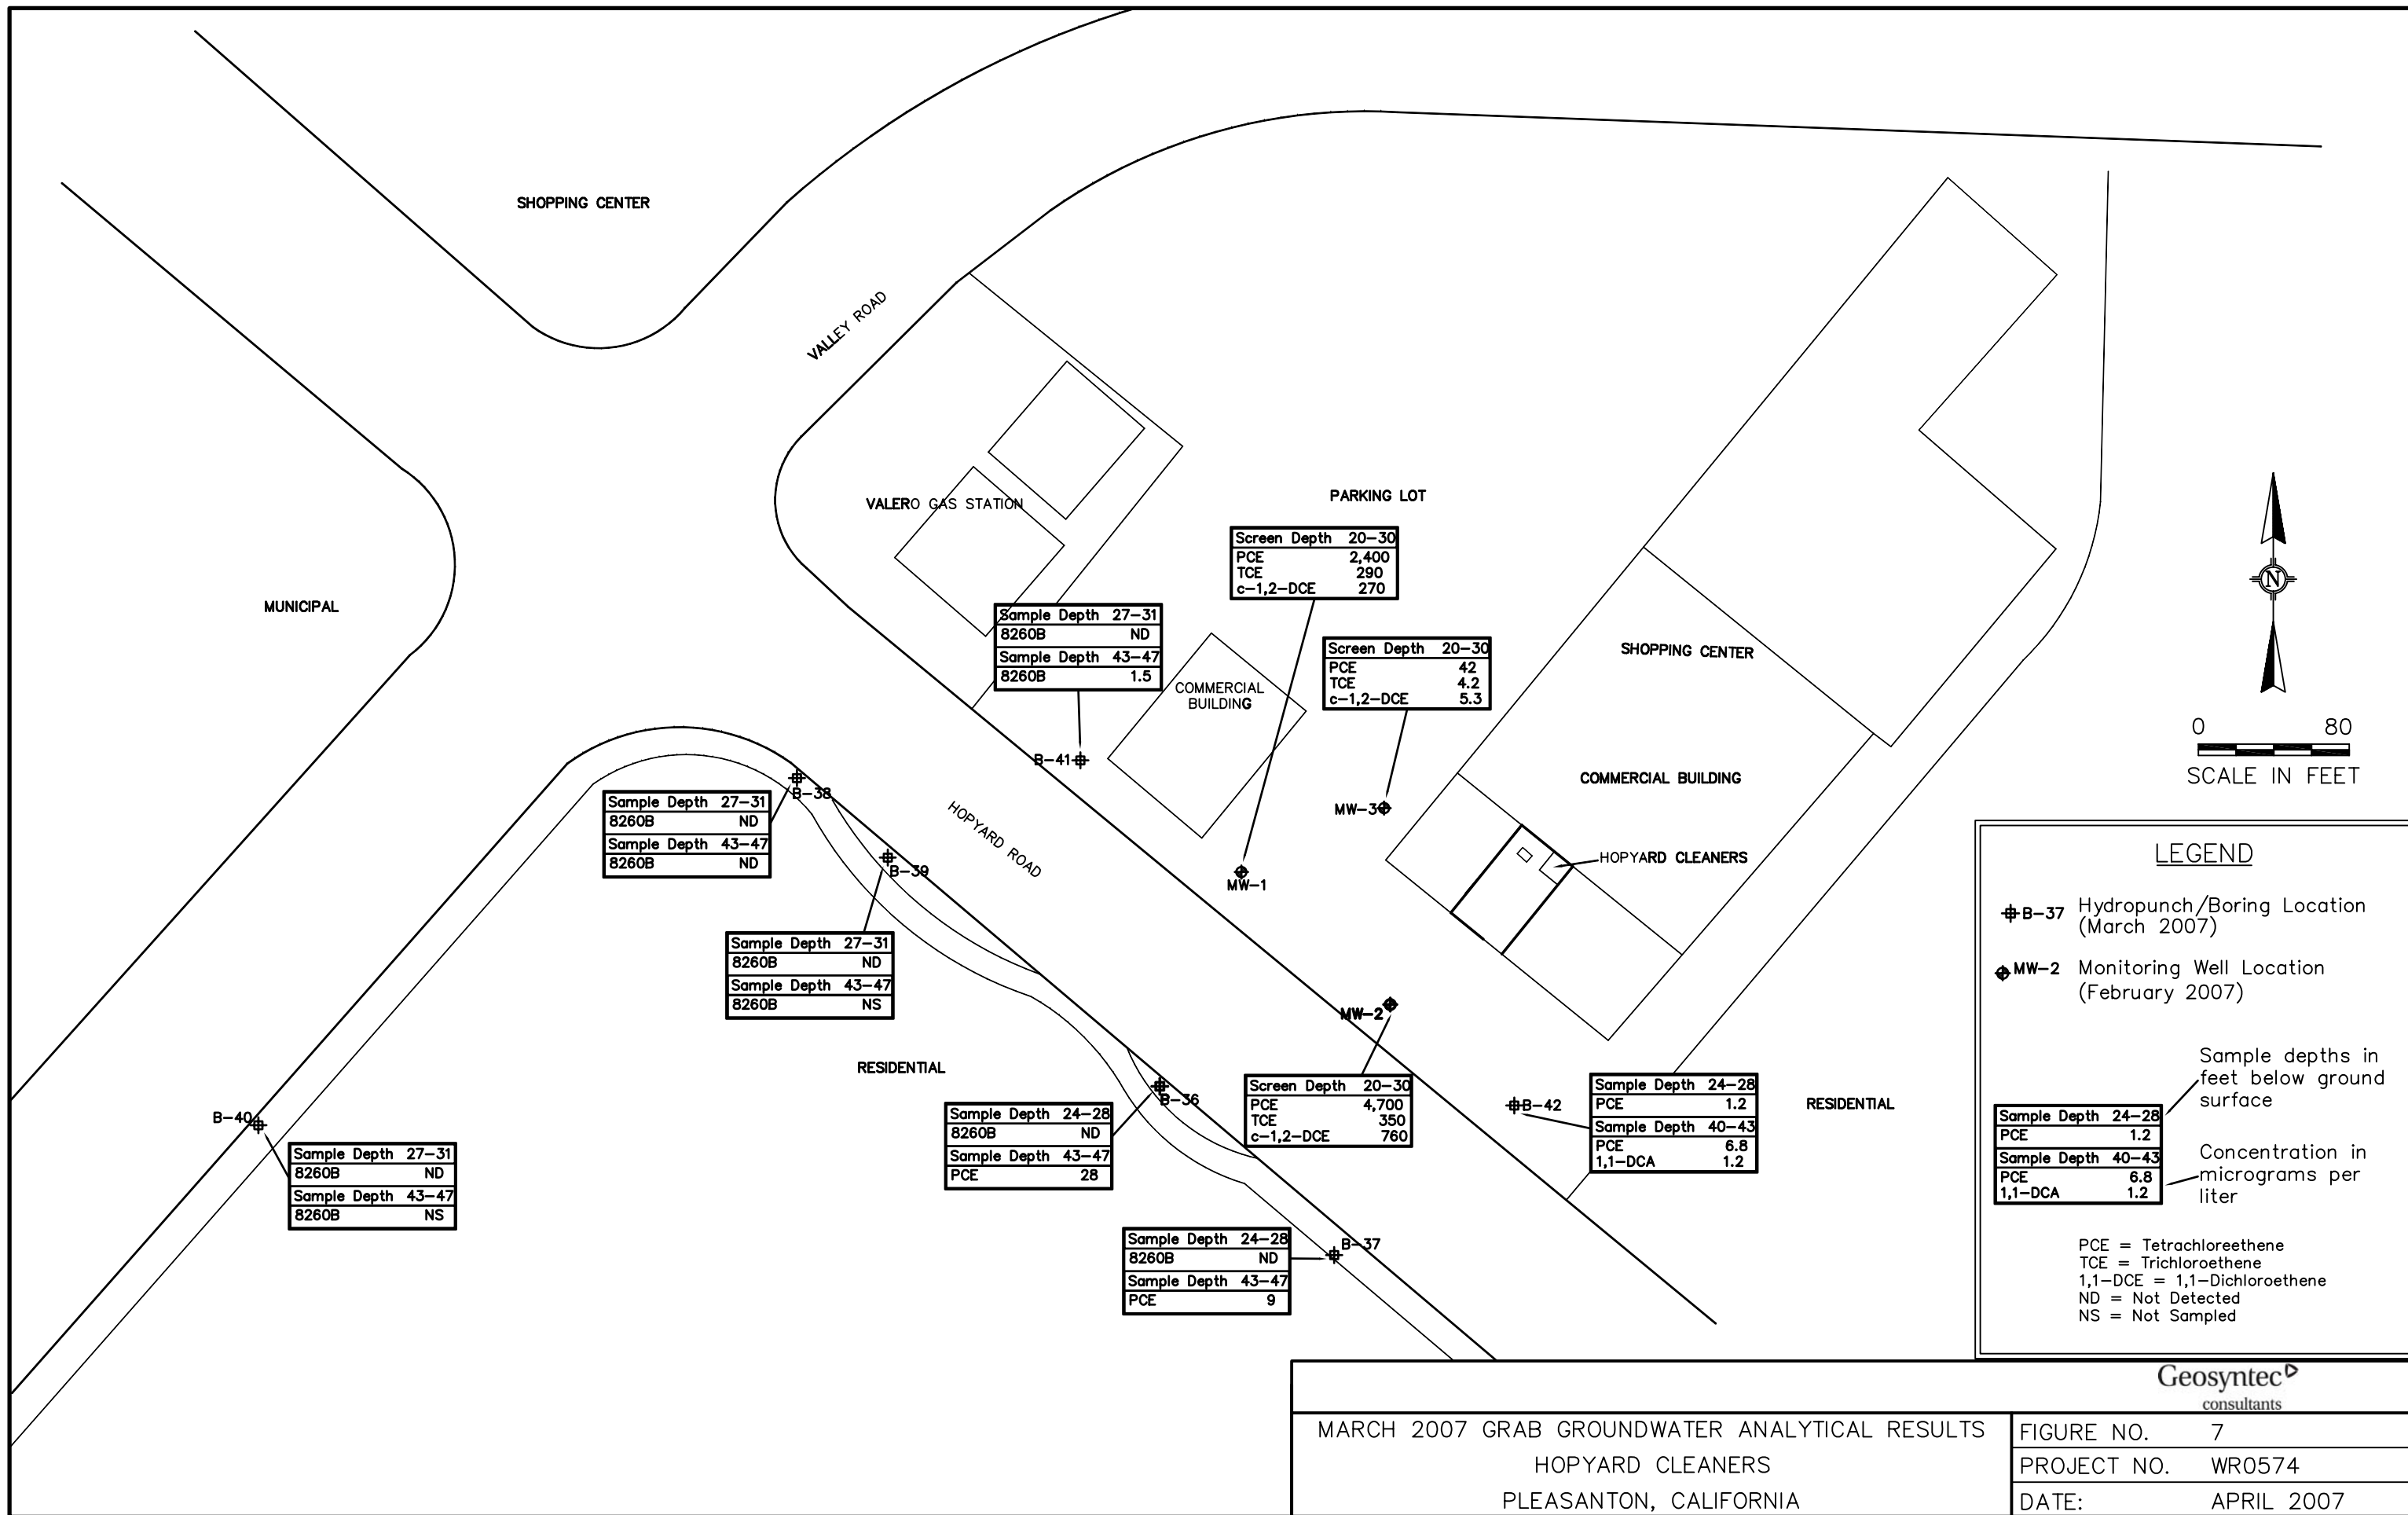 SHOPPING CENTER
VALLEY ROAD
VALERO GAS STATION
PARKING LOT
MUNICIPAL
Screen Depth 20-30
PCE 2,400
TCE 290
c-1,2-DCE 270
Sample Depth 27-31
8260B ND
Sample Depth 43-47
8260B 1.5
Screen Depth 20-30
PCE 42
TCE 4.2
c-1,2-DCE 5.3
SHOPPING CENTER
COMMERCIAL
BUILDING
N
0 80
SCALE IN FEET
B-41
COMMERCIAL BUILDING
B-38
MW-3
Sample Depth 27-31
8260B ND
Sample Depth 43-47
8260B ND
HOPYARD ROAD
HOPYARD CLEANERS
B-39
MW-1
Sample Depth 27-31
8260B ND
Sample Depth 43-47
8260B NS
MW-2
RESIDENTIAL
B-36
Screen Depth 20-30
PCE 4,700
TCE 350
c-1,2-DCE 760
B-42
Sample Depth 24-28
PCE 1.2
Sample Depth 40-43
PCE 6.8
1,1-DCA 1.2
RESIDENTIAL
B-40
Sample Depth 27-31
8260B ND
Sample Depth 43-47
8260B NS
Sample Depth 24-28
8260B ND
Sample Depth 43-47
PCE 28
B-37
Sample Depth 24-28
8260B ND
Sample Depth 43-47
PCE 9
LEGEND
B-37 Hydropunch/Boring Location
(March 2007)
MW-2 Monitoring Well Location
(February 2007)
Sample depths in
feet below ground
surface
Sample Depth 24-28
PCE 1.2
Sample Depth 40-43
PCE 6.8
1,1-DCA 1.2
Concentration in
micrograms per
liter
PCE = Tetrachloreethene
TCE = Trichloroethene
1,1-DCE = 1,1-Dichloroethene
ND = Not Detected
NS = Not Sampled
Geosyntec
consultants
MARCH 2007 GRAB GROUNDWATER ANALYTICAL RESULTS
HOPYARD CLEANERS
PLEASANTON, CALIFORNIA
FIGURE NO. 7
PROJECT NO. WR0574
DATE: APRIL 2007